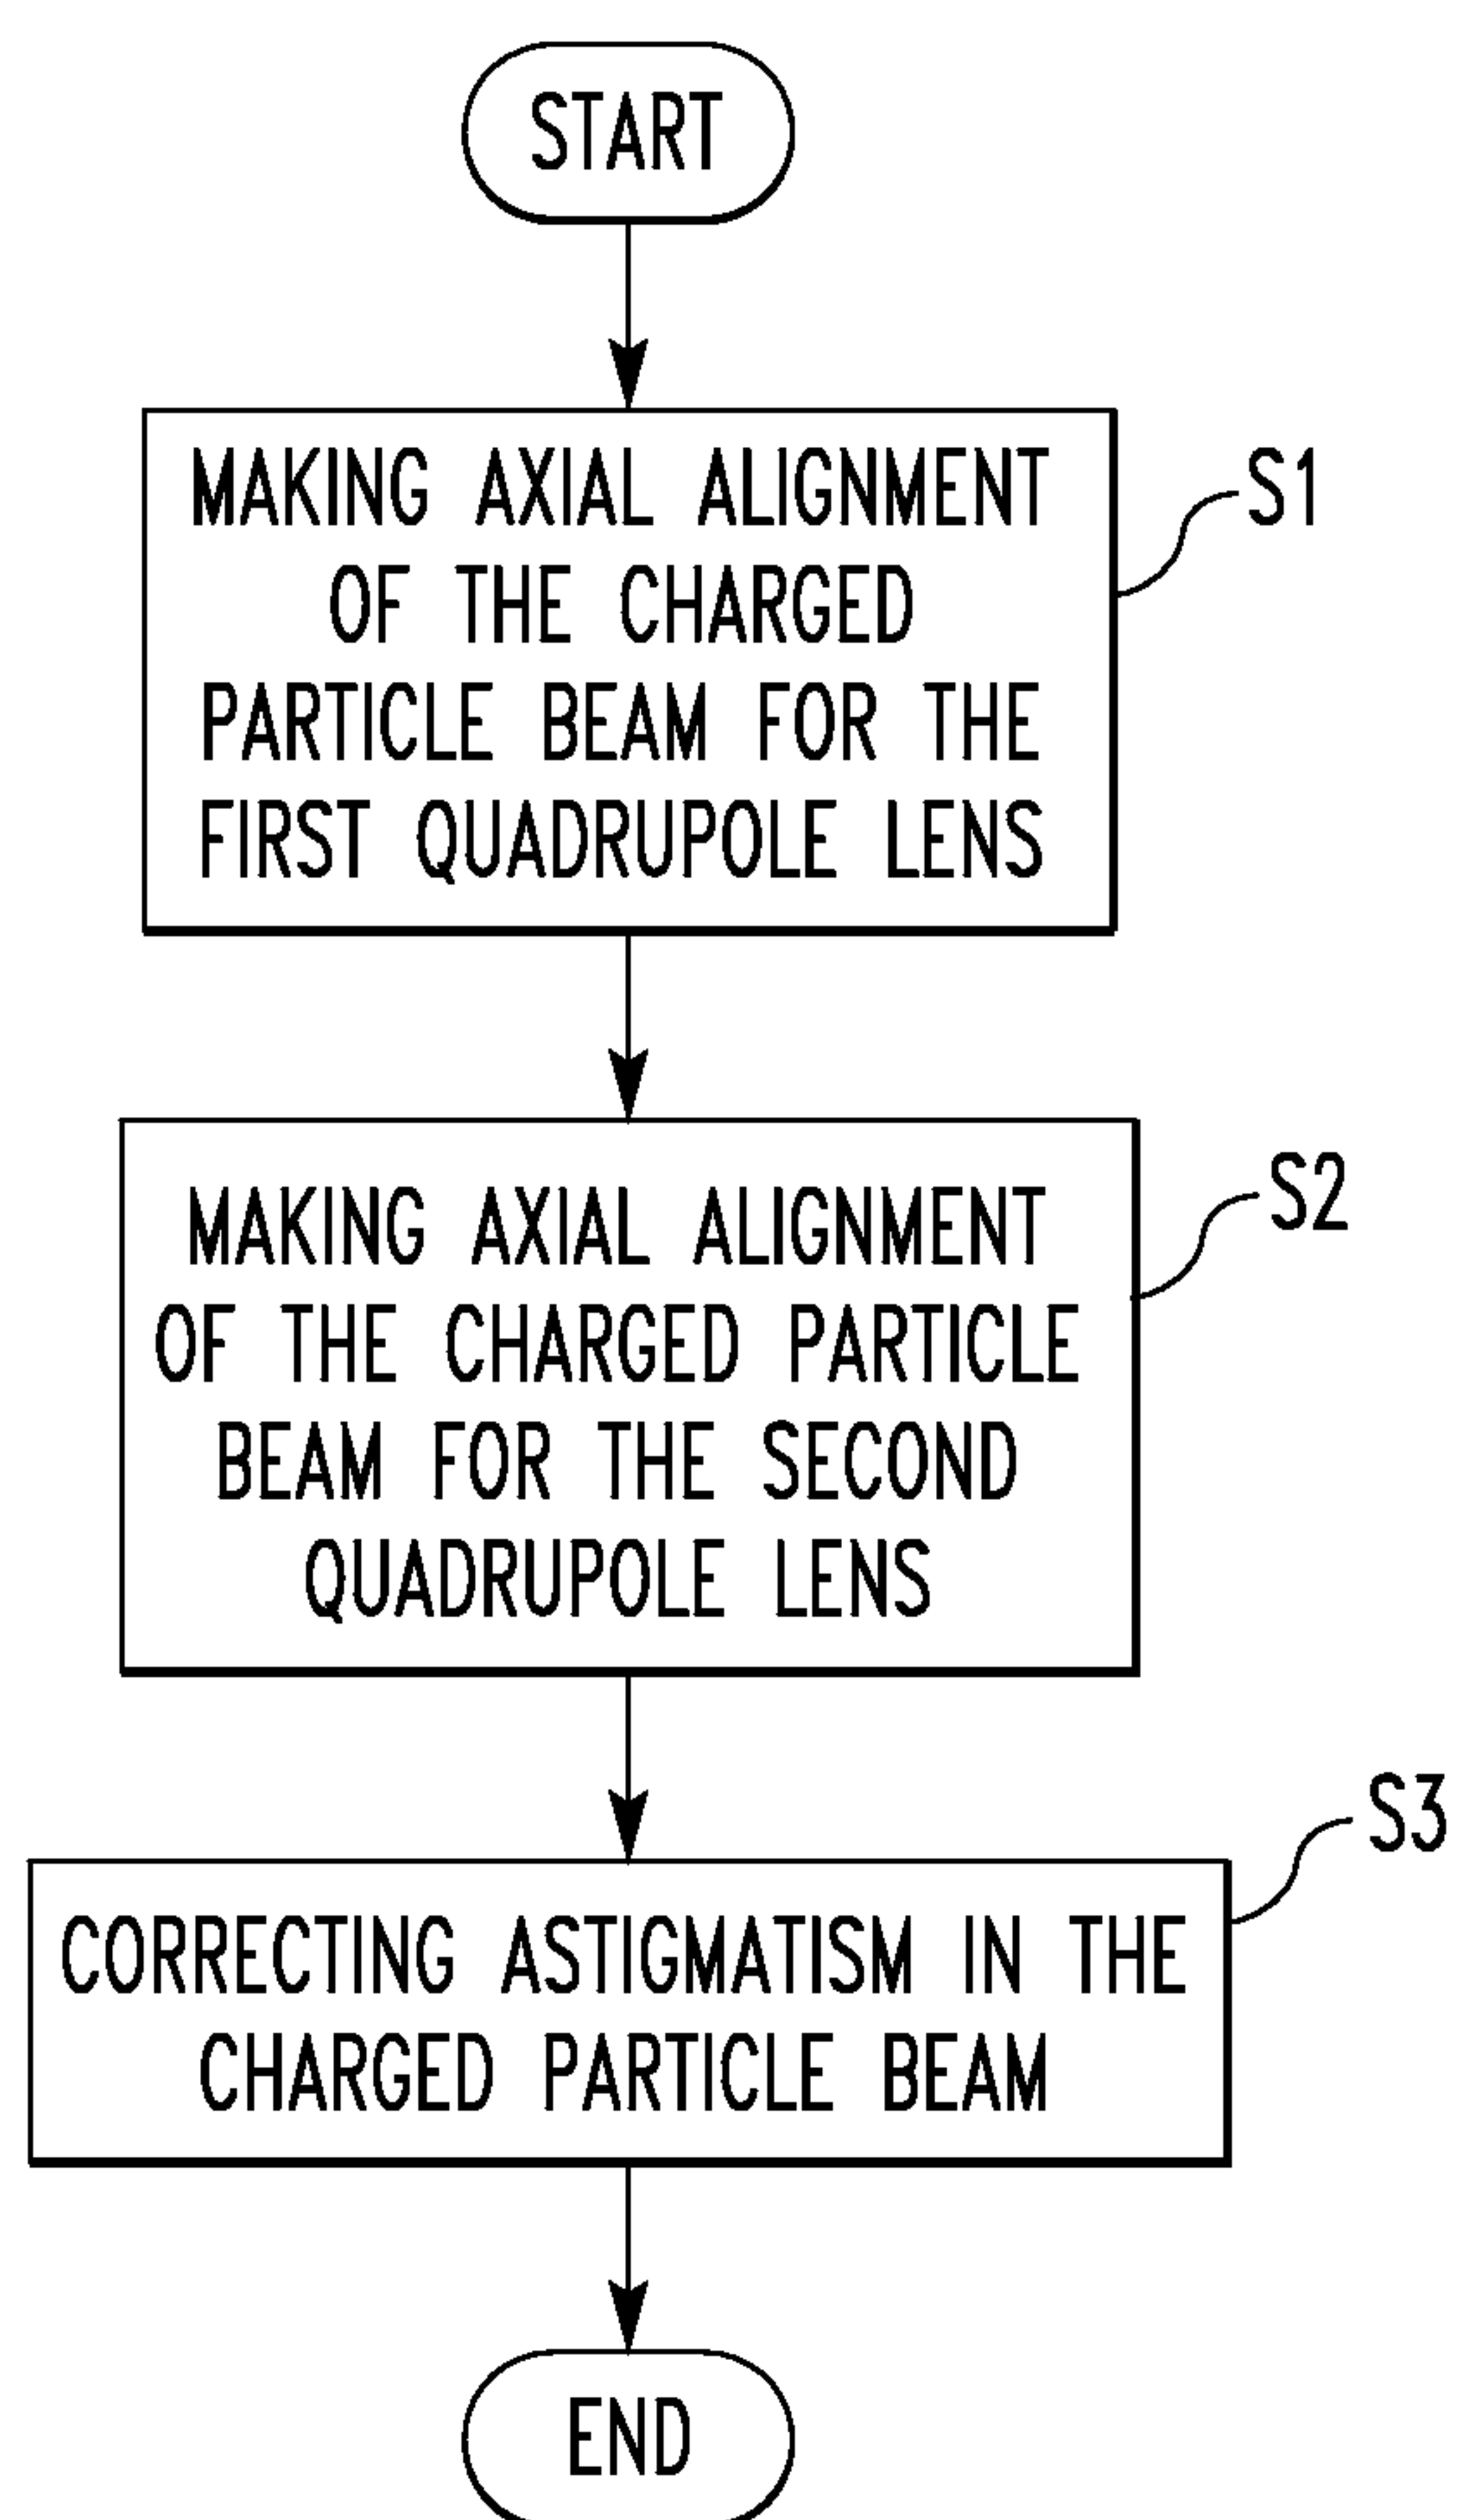 START
MAKING AXIAL ALIGNMENT
S1
OF THE CHARGED
PARTICLE BEAM FOR THE
FIRST QUADRUPOLE LENS
S2
MAKING AXIAL ALIGNMENT
OF THE CHARGED PARTICLE
BEAM FOR THE SECOND
QUADRUPOLE LENS
S3
CORRECTING ASTIGMATISM IN THE
CHARGED PARTICLE BEAM
END